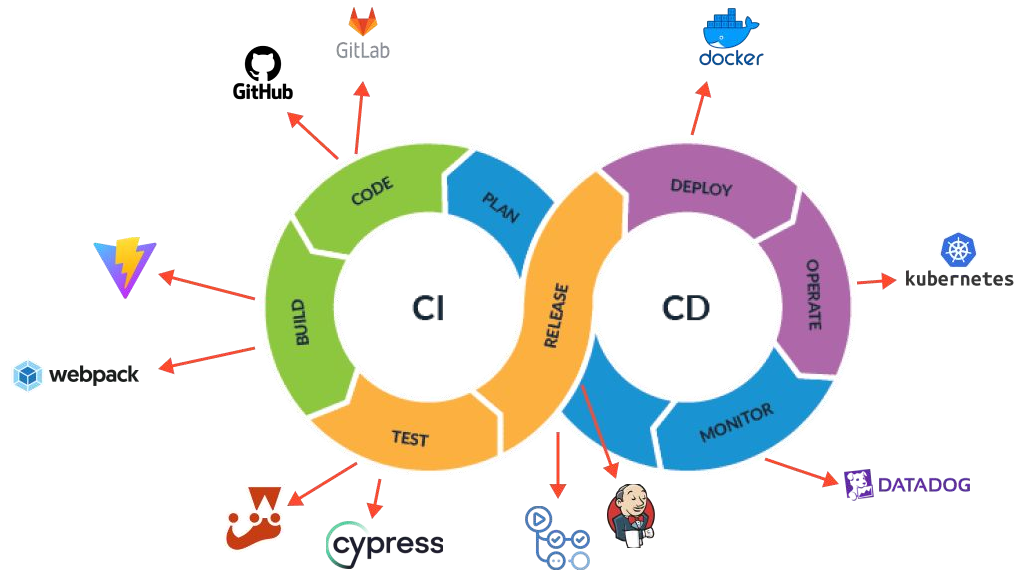 GitLab
GitHub
docker
CODE
PLAN
DEPLOY
BUILD
CI
RELEASE
CD
OPERATE
kubernetes
webpack
TEST
MONITOR
DATADOG
cypress